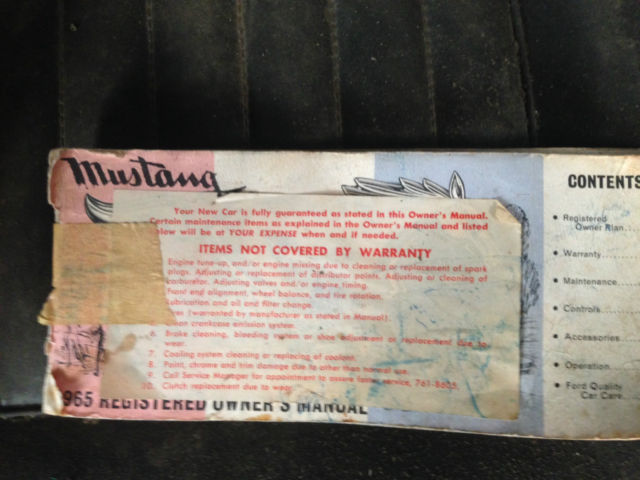 Mustang
Your New Car is fully guaranteed as stated in this Owner's Manual.
Certain maintenance items as explained in the Owner's Manual and listed
below will be at YOUR EXPENSE when and if needed.
ITEMS NOT COVERED BY WARRANTY
Engine tune-up, and/or engine missing due to cleaning or replacement of spark
plugs. Adjusting or replacement of distributor points. Adjusting or cleaning of
carburetor. Adjusting valves and/or engine timing.
Front end alignment, wheel balance, and tire rotation.
Lubrication and oil and filter change.
(warranted by manufacturer as stated in Manual).
Clean crankcase emission system.
6. Brake cleaning, bleeding system or shoe adjustment or replacement due to
wear.
7. Cooling system cleaning or replacing of coolant.
8. Paint, chrome and trim damage due to other than normal use.
9. Call Service Manager for appointment to assure faster service, 761-8605.
10. Clutch replacement due to wear.
965 REGISTERED OWNER'S MANUAL
CONTENTS
• Registered
Owner Plan....
• Warranty........
• Maintenance....
• Controls........
• Accessories....
• Operation......
• Ford Quality
Car Care....